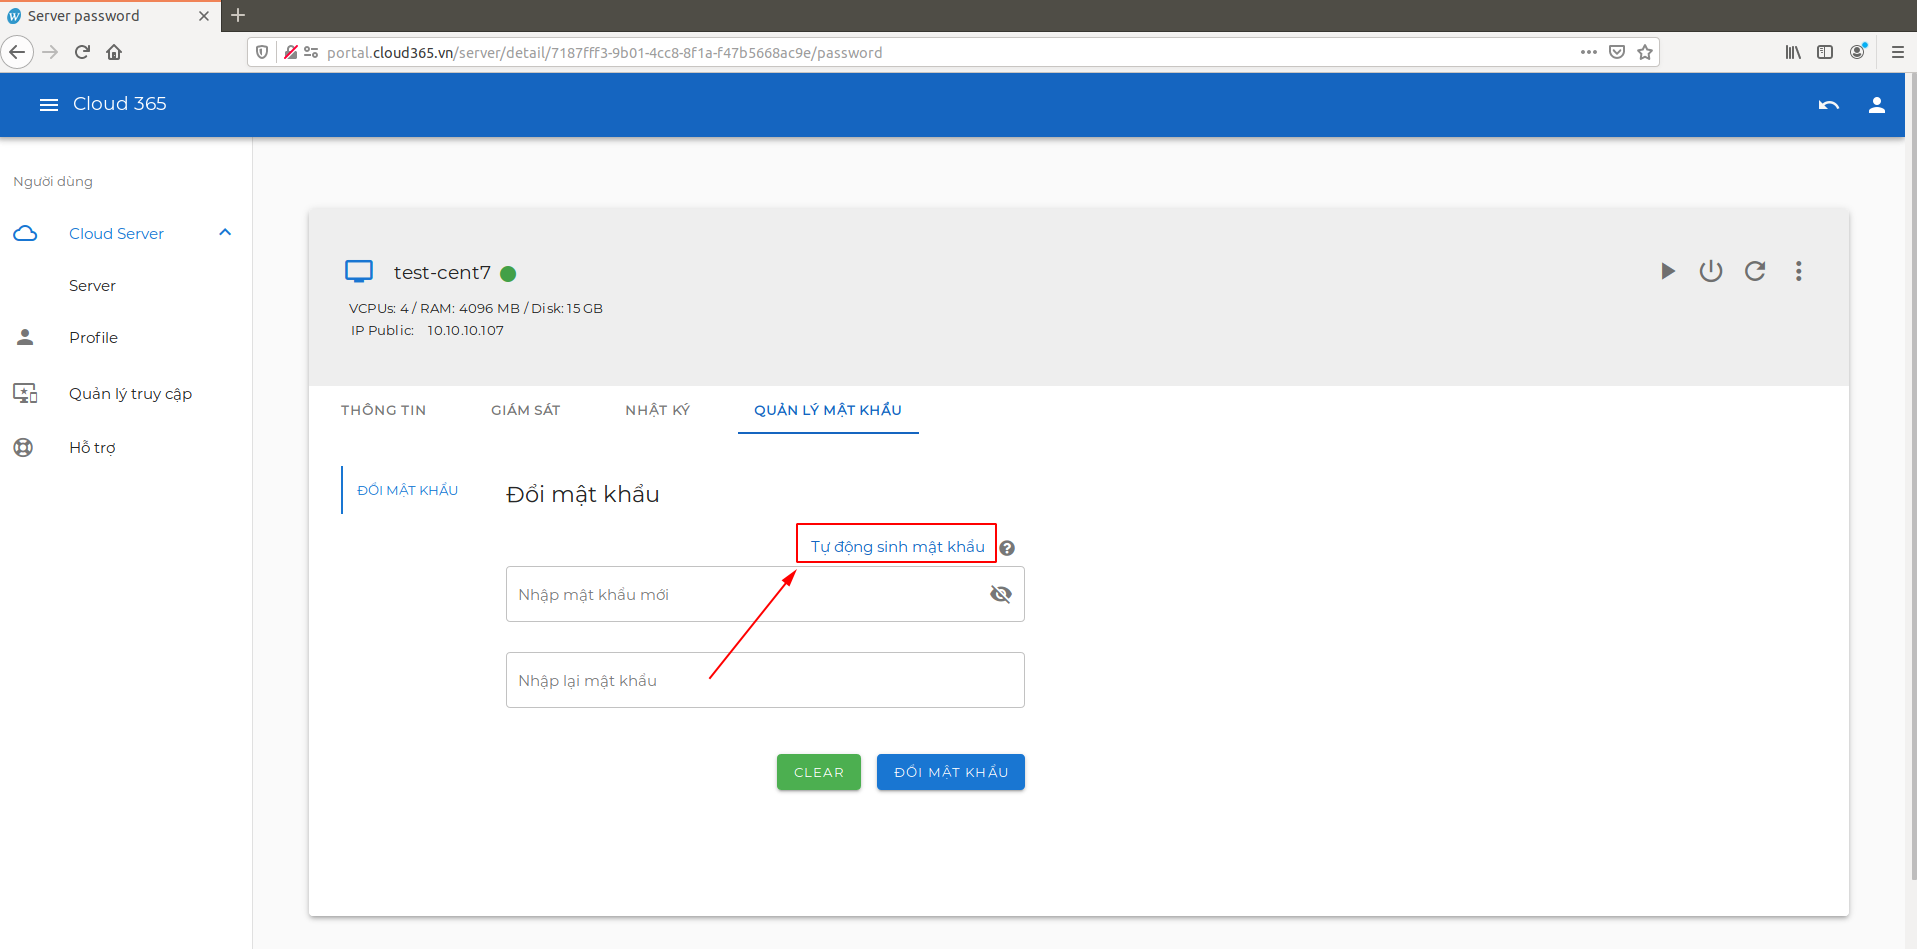 Server password
portal.cloud365.vn/server/detail/7187fff3-9b01-4cc8-8f1a-f47b5668ac9e/password
Cloud 365
Người dùng
Cloud Server
Server
Profile
Quản lý truy cập
Hỗ trợ
test-cent7
VCPUs: 4 / RAM: 4096 MB / Disk: 15 GB
IP Public: 10.10.10.107
THÔNG TIN
GIÁM SÁT
NHẬT KÝ
QUẢN LÝ MẬT KHẨU
ĐỔI MẬT KHẨU
Đổi mật khẩu
Tự động sinh mật khẩu
Nhập mật khẩu mới
Nhập lại mật khẩu
CLEAR
ĐỔI MẬT KHẨU